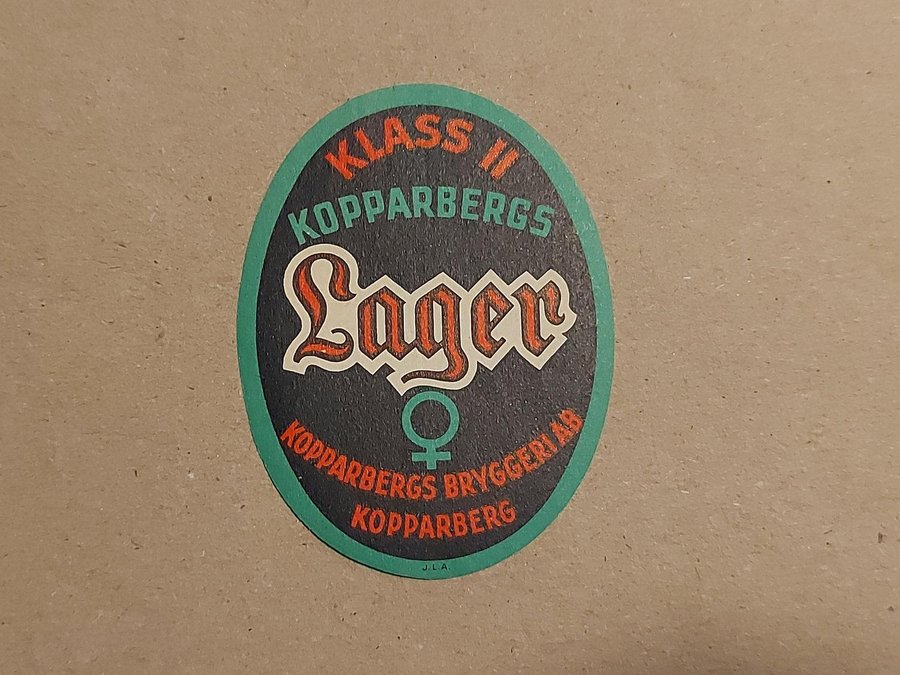 KLASS II
KOPPARBERGS
Lager
KOPPARBERGS BRYGGERI AB
KOPPARBERG
J.L.A.